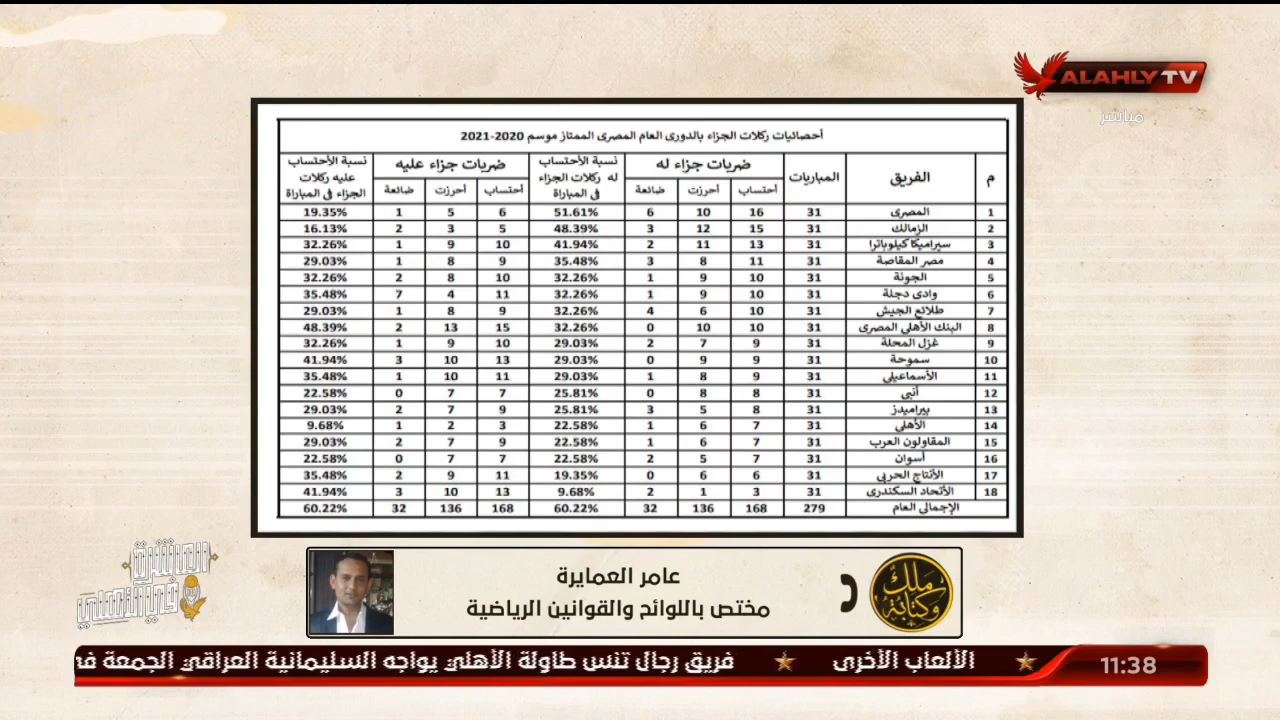 ALAHLY TV
مباشر
أحصائيات ركلات الجزاء بالدورى العام المصرى الممتاز موسم 2020-2021
م الفريق المباريات ضربات جزاء له نسبة الأحتساب له ركلات الجزاء فى المباراة ضربات جزاء عليه نسبة الأحتساب عليه ركلات الجزاء فى المباراة
أحتساب أحرزت ضائعة أحتساب أحرزت ضائعة
1 المصرى 31 16 10 6 51.61% 6 5 1 19.35%
2 الزمالك 31 15 12 3 48.39% 5 3 2 16.13%
3 سيراميكا كيلوباترا 31 13 11 2 41.94% 10 9 1 32.26%
4 مصر المقاصة 31 11 8 3 35.48% 9 8 1 29.03%
5 الجونة 31 10 9 1 32.26% 10 8 2 32.26%
6 وادى دجلة 31 10 9 1 32.26% 11 4 7 35.48%
7 طلائع الجيش 31 10 6 4 32.26% 9 8 1 29.03%
8 البنك الأهلى المصرى 31 10 10 0 32.26% 15 13 2 48.39%
9 غزل المحلة 31 9 7 2 29.03% 10 9 1 32.26%
10 سموحة 31 9 9 0 29.03% 13 10 3 41.94%
11 الأسماعيلى 31 9 8 1 29.03% 11 10 1 35.48%
12 أنبى 31 8 8 0 25.81% 7 7 0 22.58%
13 بيراميدز 31 8 5 3 25.81% 9 7 2 29.03%
14 الأهلى 31 7 6 1 22.58% 3 2 1 9.68%
15 المقاولون العرب 31 7 6 1 22.58% 9 7 2 29.03%
16 أسوان 31 7 5 2 22.58% 7 7 0 22.58%
17 الأنتاج الحربى 31 6 6 0 19.35% 11 9 2 35.48%
18 الأتحاد السكندرى 31 3 1 2 9.68% 13 10 3 41.94%
الإجمالى العام 279 168 136 32 60.22% 168 136 32 60.22%
ملك وكتابة
عامر العمايرة
مختص باللوائح والقوانين الرياضية
11:38 الألعاب الأخرى فريق رجال تنس طاولة الأهلي يواجه السليمانية العراقي الجمعة في